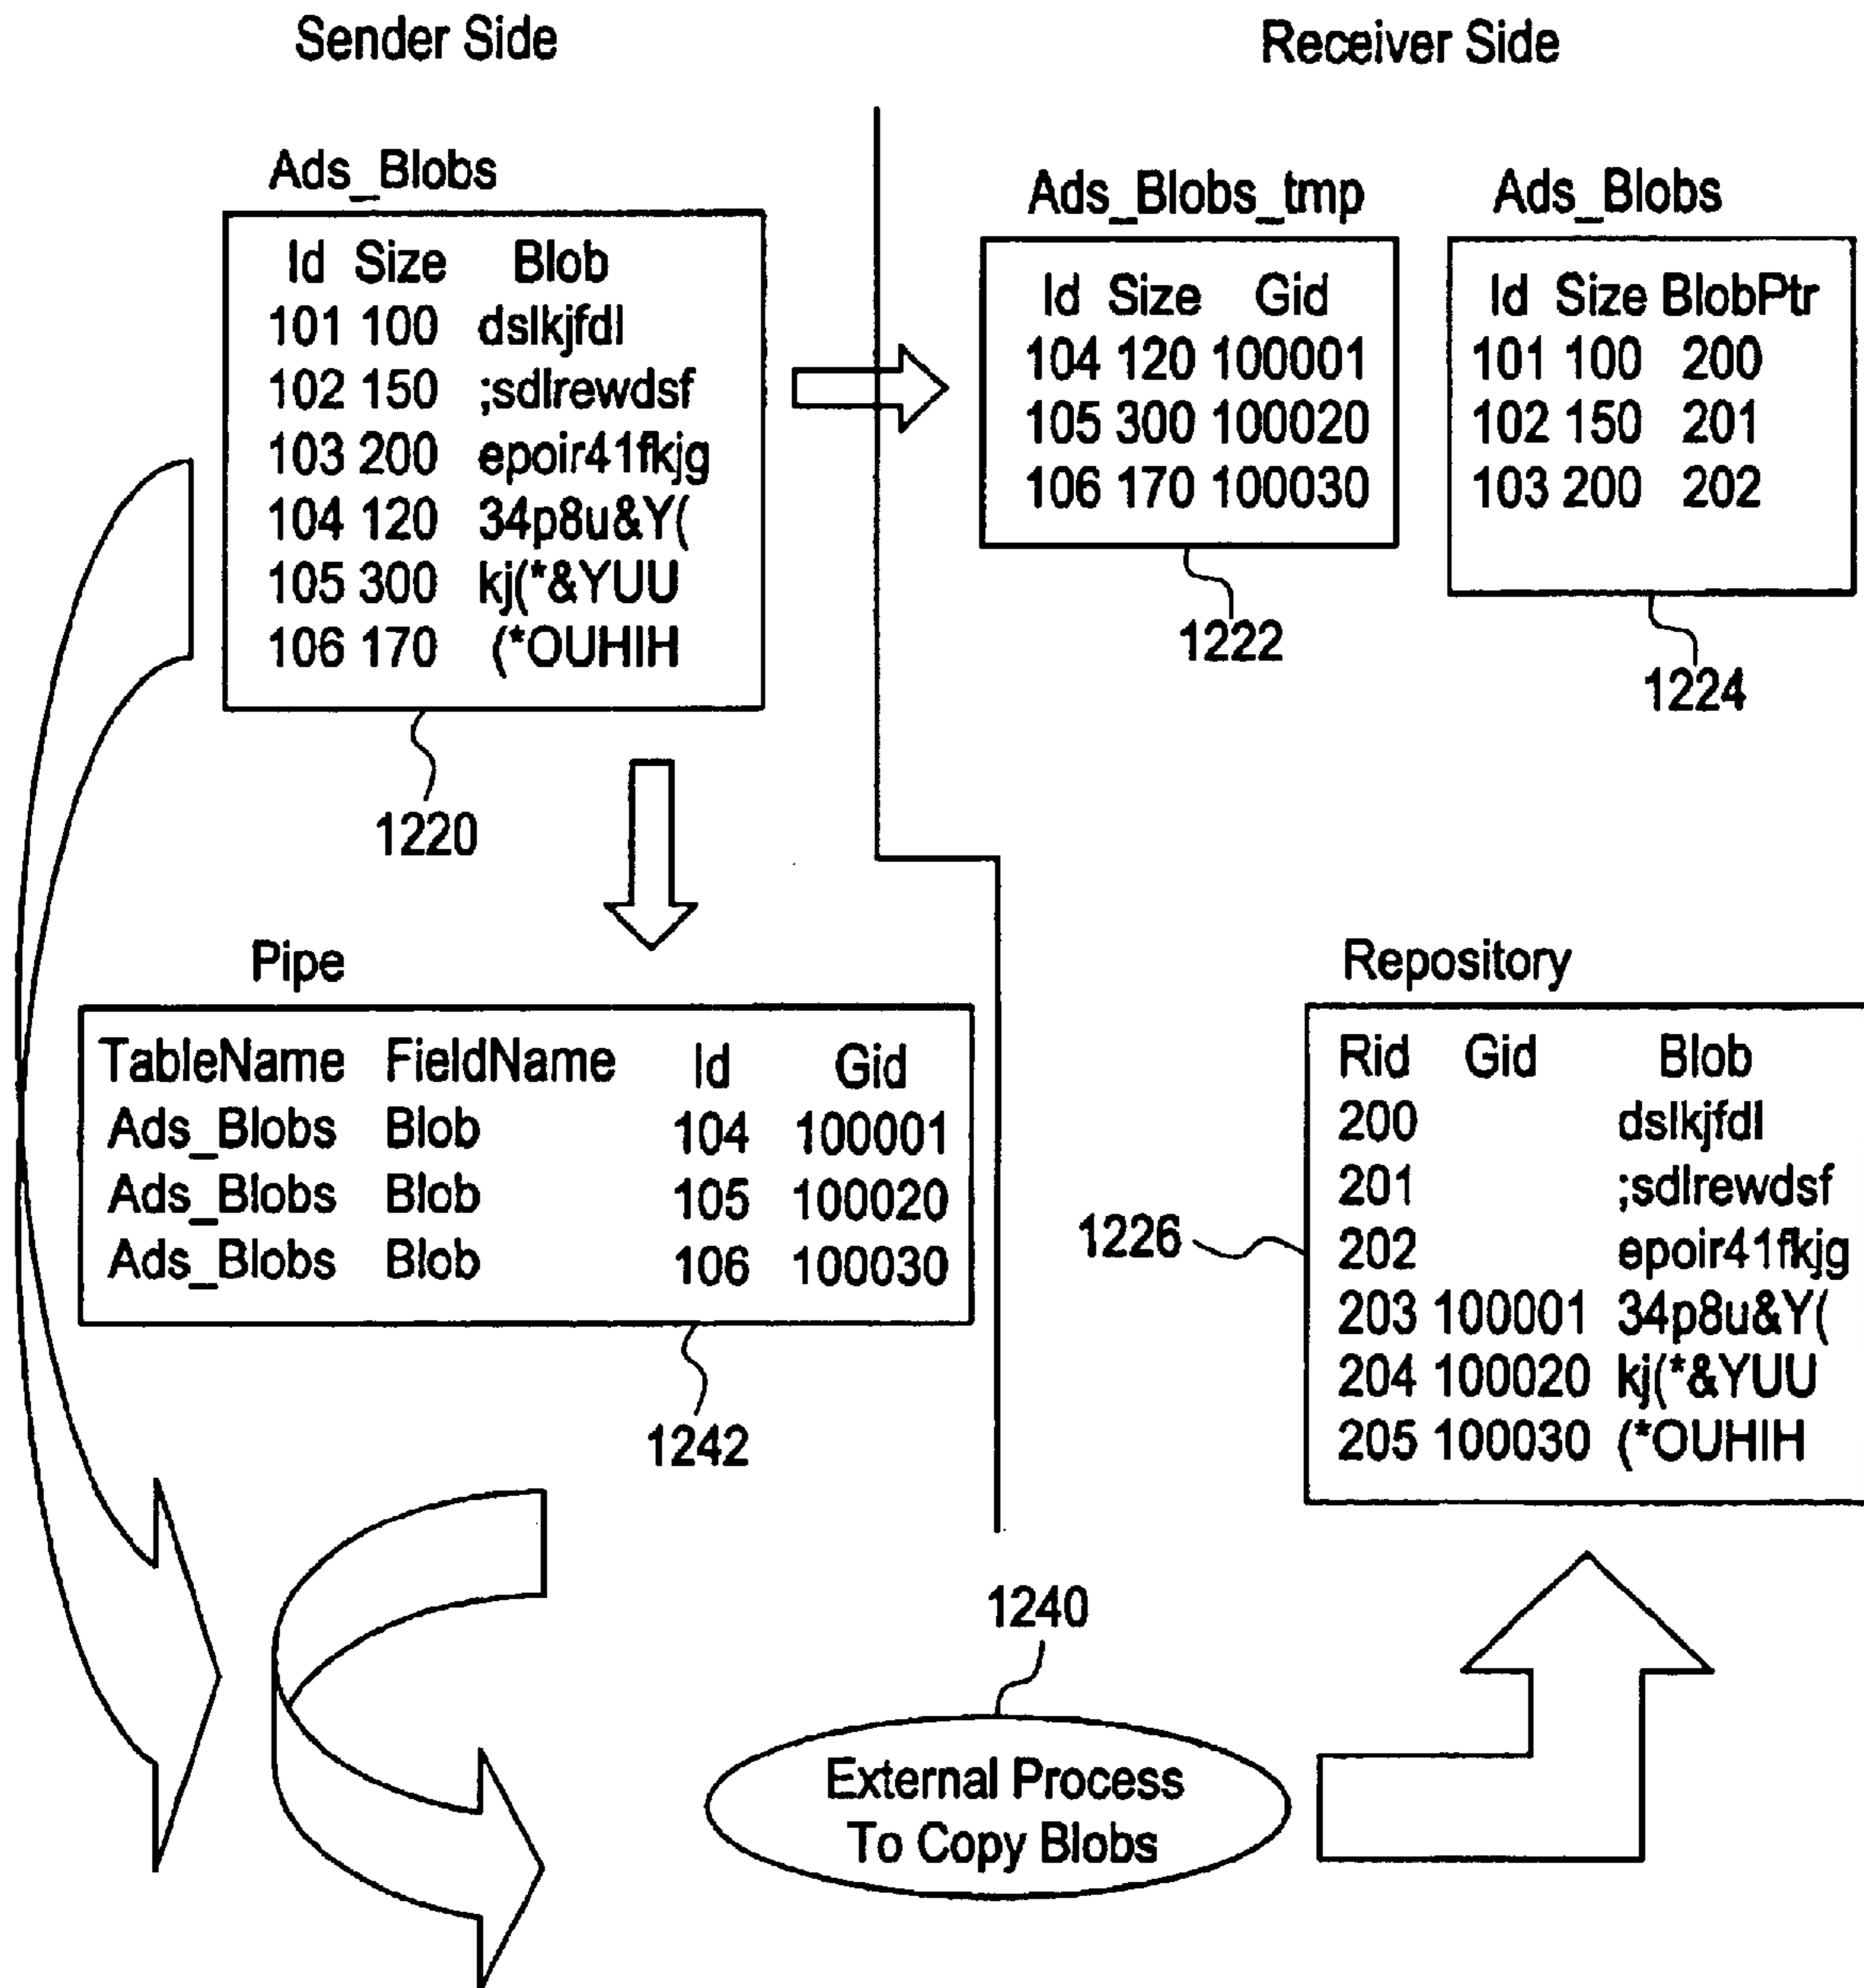 Sender Side
Receiver Side
Ads_Blobs
Id Size Blob
101 100 dslkjfdl
102 150 ;sdlrewdsf
103 200 epoir41fkjg
104 120 34p8u&Y(
105 300 kj(*&YUU
106 170 (*OUHIH
1220
Ads_Blobs_tmp
Id Size Gid
104 120 100001
105 300 100020
106 170 100030
1222
Ads_Blobs
Id Size BlobPtr
101 100 200
102 150 201
103 200 202
1224
Pipe
TableName FieldName Id Gid
Ads_Blobs Blob 104 100001
Ads_Blobs Blob 105 100020
Ads_Blobs Blob 106 100030
1242
Repository
Rid Gid Blob
200 dslkjfdl
201 ;sdlrewdsf
202 epoir41fkjg
203 100001 34p8u&Y(
204 100020 kj(*&YUU
205 100030 (*OUHIH
1226
1240
External Process
To Copy Blobs